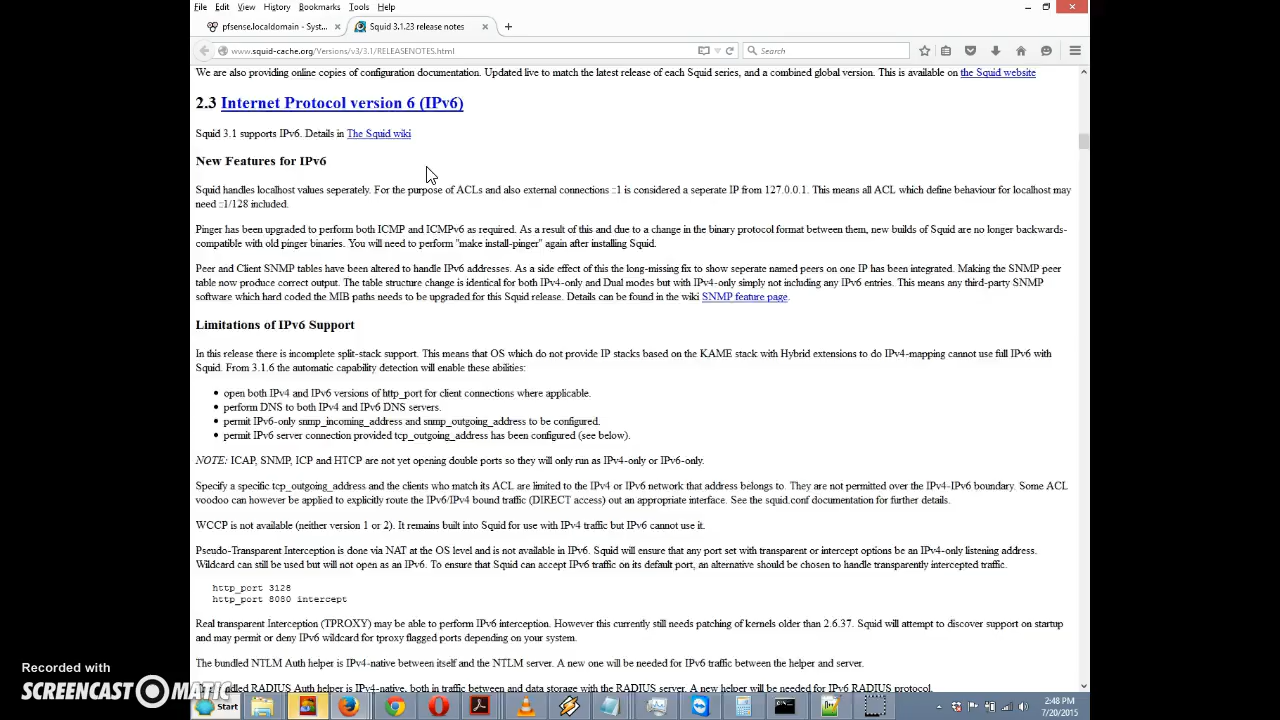 File Edit View History Bookmarks Tools Help
pfsense.localdomain - Syst...
Squid 3.1.23 release notes
www.squid-cache.org/Versions/v3/3.1/RELEASENOTES.html
Search
We are also providing online copies of configuration documentation. Updated live to match the latest release of each Squid series, and a combined global version. This is available on the Squid website
2.3 Internet Protocol version 6 (IPv6)
Squid 3.1 supports IPv6. Details in The Squid wiki
New Features for IPv6
Squid handles localhost values seperately. For the purpose of ACLs and also external connections ::1 is considered a seperate IP from 127.0.0.1. This means all ACL which define behaviour for localhost may
need ::1/128 included.
Pinger has been upgraded to perform both ICMP and ICMPv6 as required. As a result of this and due to a change in the binary protocol format between them, new builds of Squid are no longer backwards-
compatible with old pinger binaries. You will need to perform "make install-pinger" again after installing Squid.
Peer and Client SNMP tables have been altered to handle IPv6 addresses. As a side effect of this the long-missing fix to show seperate named peers on one IP has been integrated. Making the SNMP peer
table now produce correct output. The table structure change is identical for both IPv4-only and Dual modes but with IPv4-only simply not including any IPv6 entries. This means any third-party SNMP
software which hard coded the MIB paths needs to be upgraded for this Squid release. Details can be found in the wiki SNMP feature page.
Limitations of IPv6 Support
In this release there is incomplete split-stack support. This means that OS which do not provide IP stacks based on the KAME stack with Hybrid extensions to do IPv4-mapping cannot use full IPv6 with
Squid. From 3.1.6 the automatic capability detection will enable these abilities:
• open both IPv4 and IPv6 versions of http_port for client connections where applicable.
• perform DNS to both IPv4 and IPv6 DNS servers.
• permit IPv6-only snmp_incoming_address and snmp_outgoing_address to be configured.
• permit IPv6 server connection provided tcp_outgoing_address has been configured (see below).
NOTE: ICAP, SNMP, ICP and HTCP are not yet opening double ports so they will only run as IPv4-only or IPv6-only.
Specify a specific tcp_outgoing_address and the clients who match its ACL are limited to the IPv4 or IPv6 network that address belongs to. They are not permitted over the IPv4-IPv6 boundary. Some ACL
voodoo can however be applied to explicitly route the IPv6/IPv4 bound traffic (DIRECT access) out an appropriate interface. See the squid.conf documentation for further details.
WCCP is not available (neither version 1 or 2). It remains built into Squid for use with IPv4 traffic but IPv6 cannot use it.
Pseudo-Transparent Interception is done via NAT at the OS level and is not available in IPv6. Squid will ensure that any port set with transparent or intercept options be an IPv4-only listening address.
Wildcard can still be used but will not open as an IPv6. To ensure that Squid can accept IPv6 traffic on its default port, an alternative should be chosen to handle transparently intercepted traffic.
http_port 3128
http_port 8080 intercept
Real transparent Interception (TPROXY) may be able to perform IPv6 interception. However this currently still needs patching of kernels older than 2.6.37. Squid will attempt to discover support on startup
and may permit or deny IPv6 wildcard for tproxy flagged ports depending on your system.
The bundled NTLM Auth helper is IPv4-native between itself and the NTLM server. A new one will be needed for IPv6 traffic between the helper and server.
bundled RADIUS Auth helper is IPv4-native, both in traffic between and data storage with the RADIUS server. A new helper will be needed for IPv6 RADIUS protocol.
Recorded with
SCREENCAST MATIC
Start
2:48 PM
7/20/2015